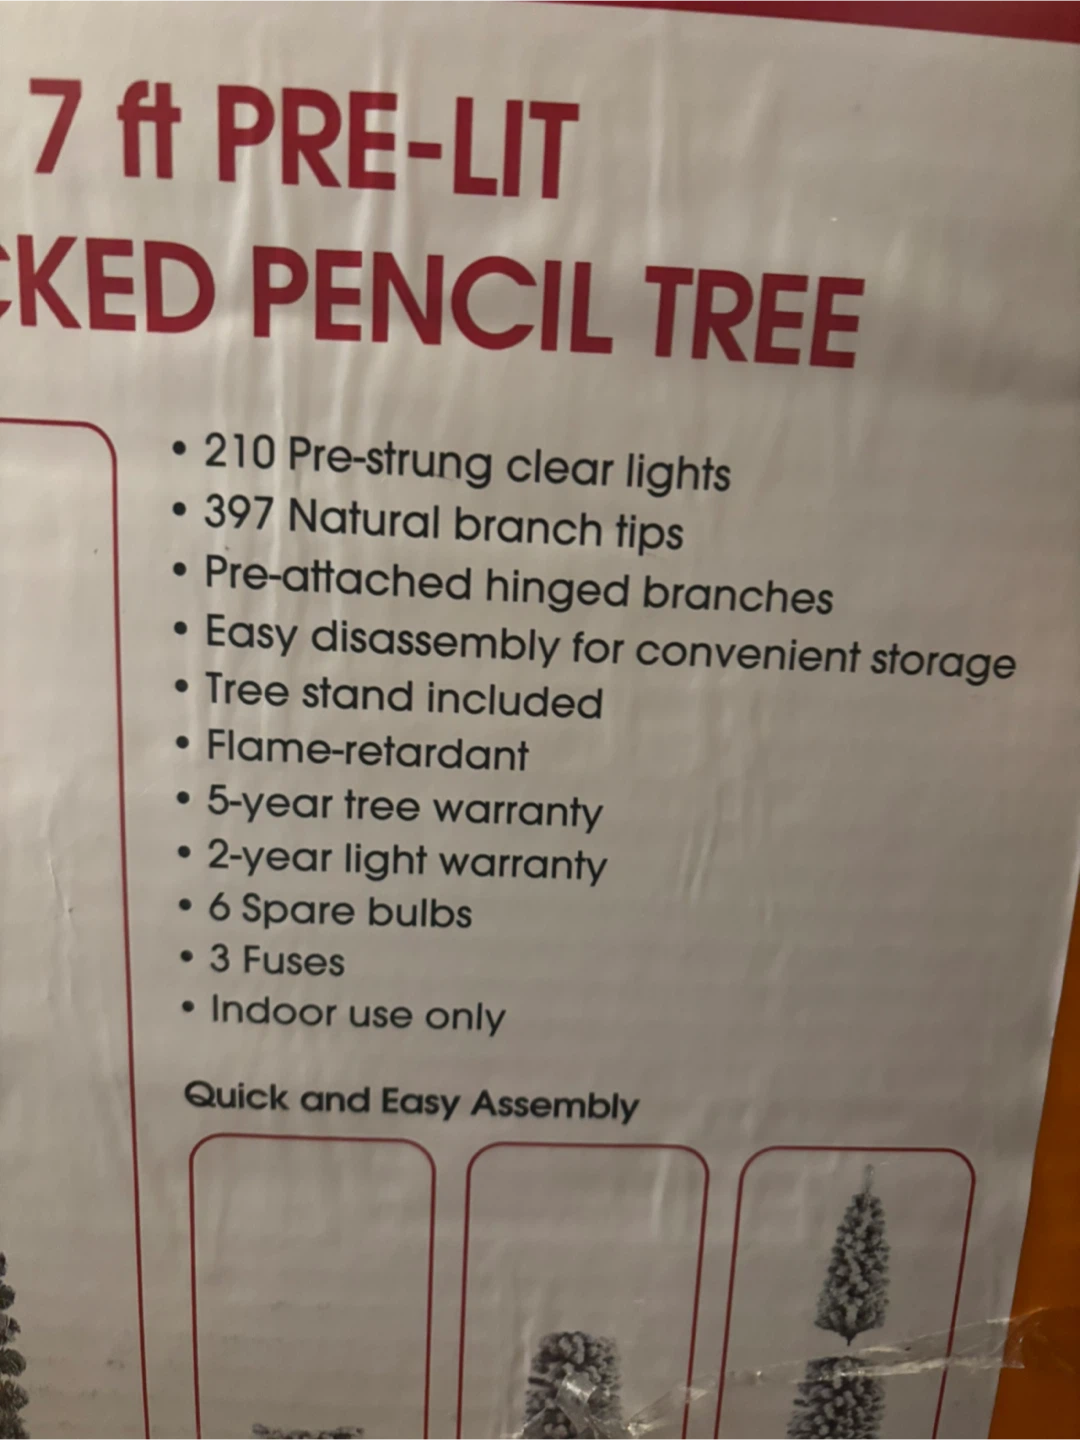 7 ft PRE-LIT
CKED PENCIL TREE
• 210 Pre-strung clear lights
• 397 Natural branch tips
• Pre-attached hinged branches
• Easy disassembly for convenient storage
• Tree stand included
• Flame-retardant
• 5-year tree warranty
• 2-year light warranty
• 6 Spare bulbs
• 3 Fuses
• Indoor use only
Quick and Easy Assembly